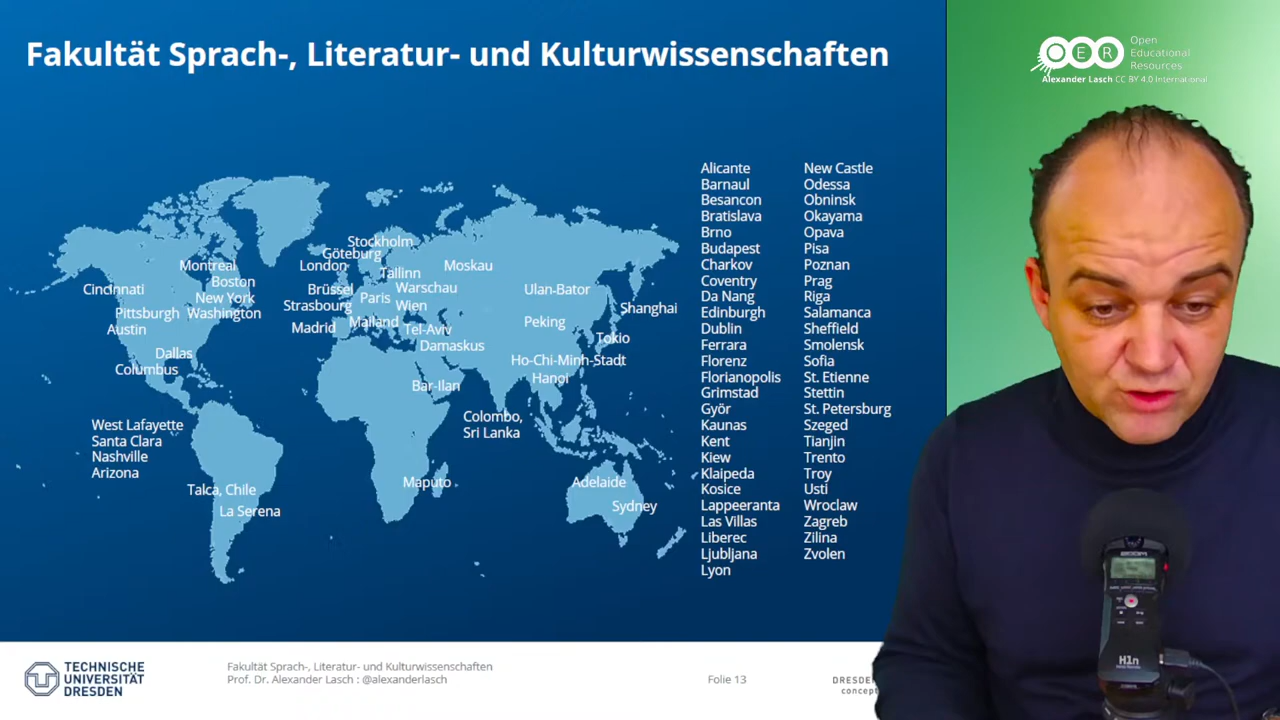 Fakultät Sprach-, Literatur- und Kulturwissenschaften
OER
Open
Educational
Resources
Alexander Lasch CC BY 4.0 International
Stockholm
Göteburg
Montreal
London
Moskau
Tallinn
Boston
Cincinnati
Brüssel
Warschau
Ulan-Bator
New York
Paris
Strasbourg
Wien
Shanghai
Pittsburgh
Washington
Austin
Madrid
Mailand
Tel-Aviv
Peking
Tokio
Damaskus
Dallas
Columbus
Ho-Chi-Minh-Stadt
Hanoi
Bar-Ilan
Colombo,
Sri Lanka
West Lafayette
Santa Clara
Nashville
Arizona
Talca, Chile
La Serena
Maputo
Adelaide
Sydney
Alicante
Barnaul
Besancon
Bratislava
Brno
Budapest
Charkov
Coventry
Da Nang
Edinburgh
Dublin
Ferrara
Florenz
Florianopolis
Grimstad
Györ
Kaunas
Kent
Kiew
Klaipeda
Kosice
Lappeeranta
Las Villas
Liberec
Ljubljana
Lyon
New Castle
Odessa
Obninsk
Okayama
Opava
Pisa
Poznan
Prag
Riga
Salamanca
Sheffield
Smolensk
Sofia
St. Etienne
Stettin
St. Petersburg
Szeged
Tianjin
Trento
Troy
Usti
Wroclaw
Zagreb
Zilina
Zvolen
TECHNISCHE
UNIVERSITÄT
DRESDEN
Fakultät Sprach-, Literatur- und Kulturwissenschaften
Prof. Dr. Alexander Lasch : @alexanderlasch
Folie 13
DRESDE
concept
zoom
H1n